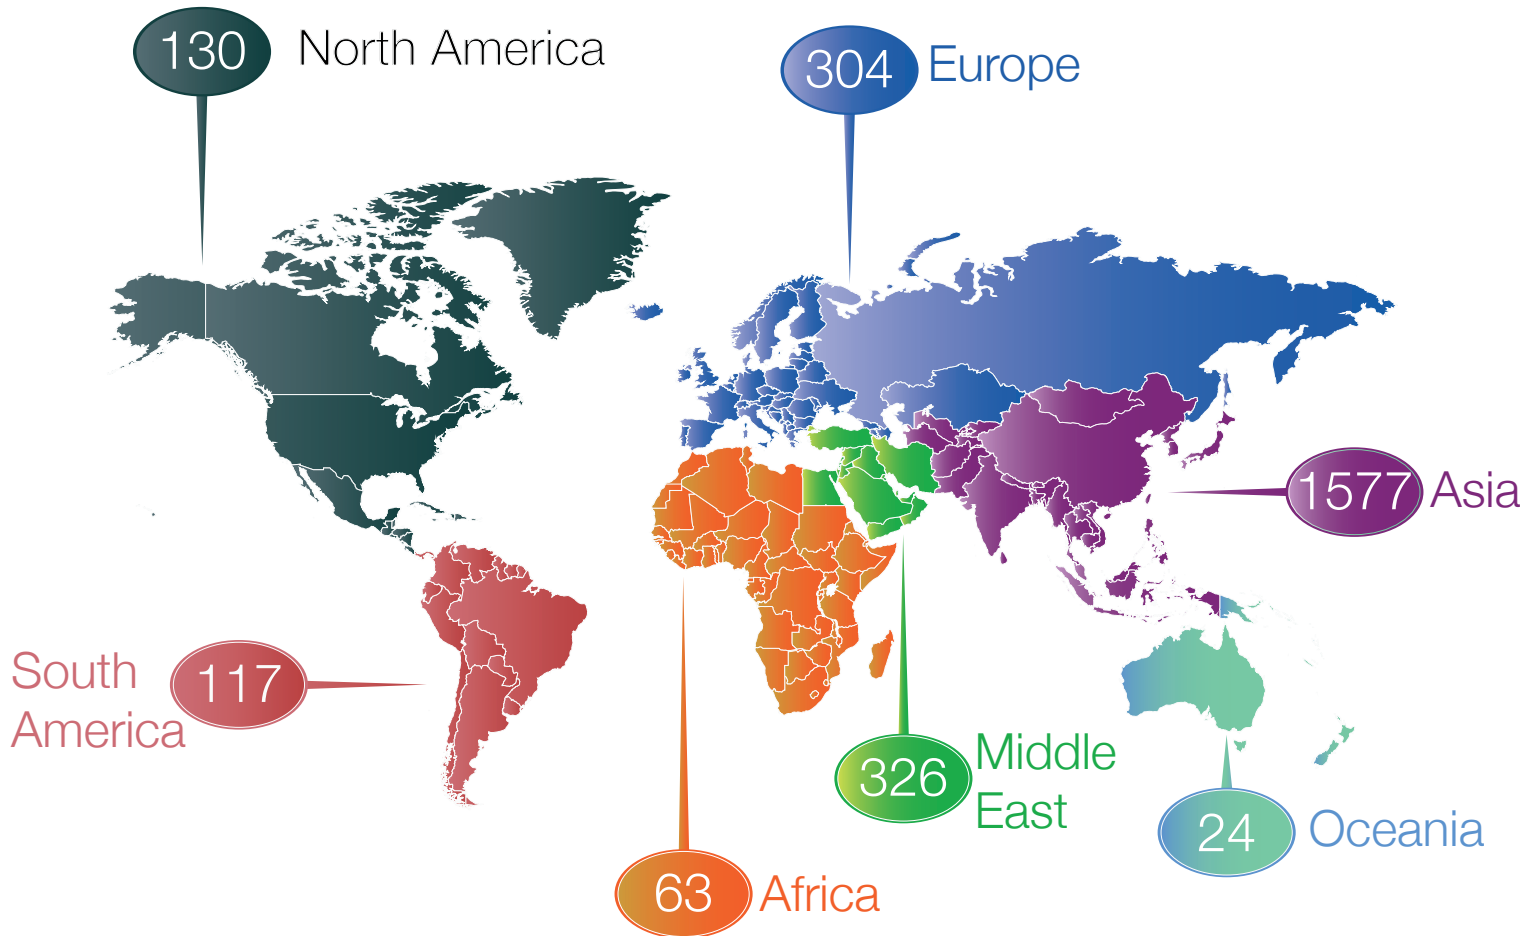 130 North America
304 Europe
1577 Asia
South
America
117
326
Middle
East
24 Oceania
63 Africa